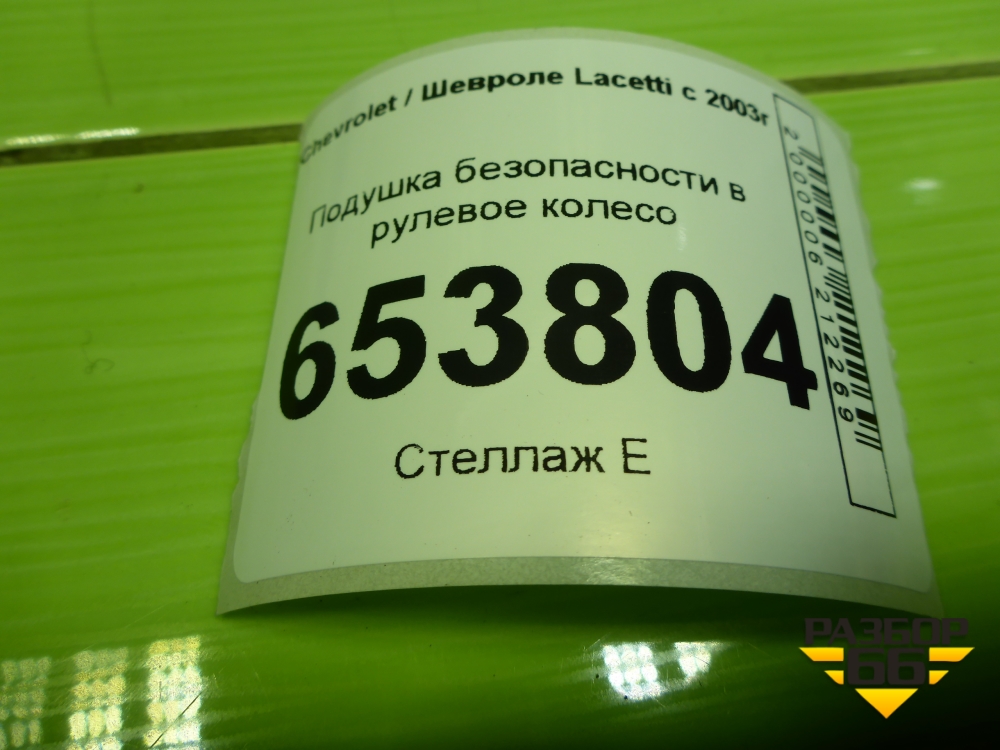 Chevrolet / Шевроле Lacetti с 2003г
Подушка безопасности в
рулевое колесо
653804
Стеллаж Е
2000006212269
РАЗБОР
66